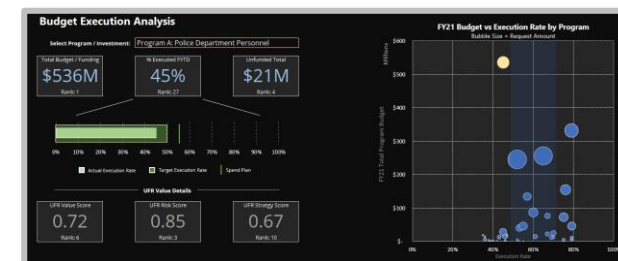 Budget Execution Analysis
Select Program / Investment: Program A: Police Department Personnel
Total Budget / Funding
$536M
Rank: 1
% Executed FYTD
45%
Rank: 27
Unfunded Total
$21M
Rank: 4
0% 10% 20% 30% 40% 50% 60% 70% 80% 90% 100%
Actual Execution Rate Target Execution Rate Spend Plan
UFR Value Details
UFR Value Score
0.72
Rank: 6
UFR Risk Score
0.85
Rank: 3
UFR Strategy Score
0.67
Rank: 10
FY21 Budget vs Execution Rate by Program
Bubble Size = Request Amount
Millions
FY21 Total Program Budget
$600
$500
$400
$300
$200
$100
$-
0% 20% 40% 60% 80% 100%
Execution Rate